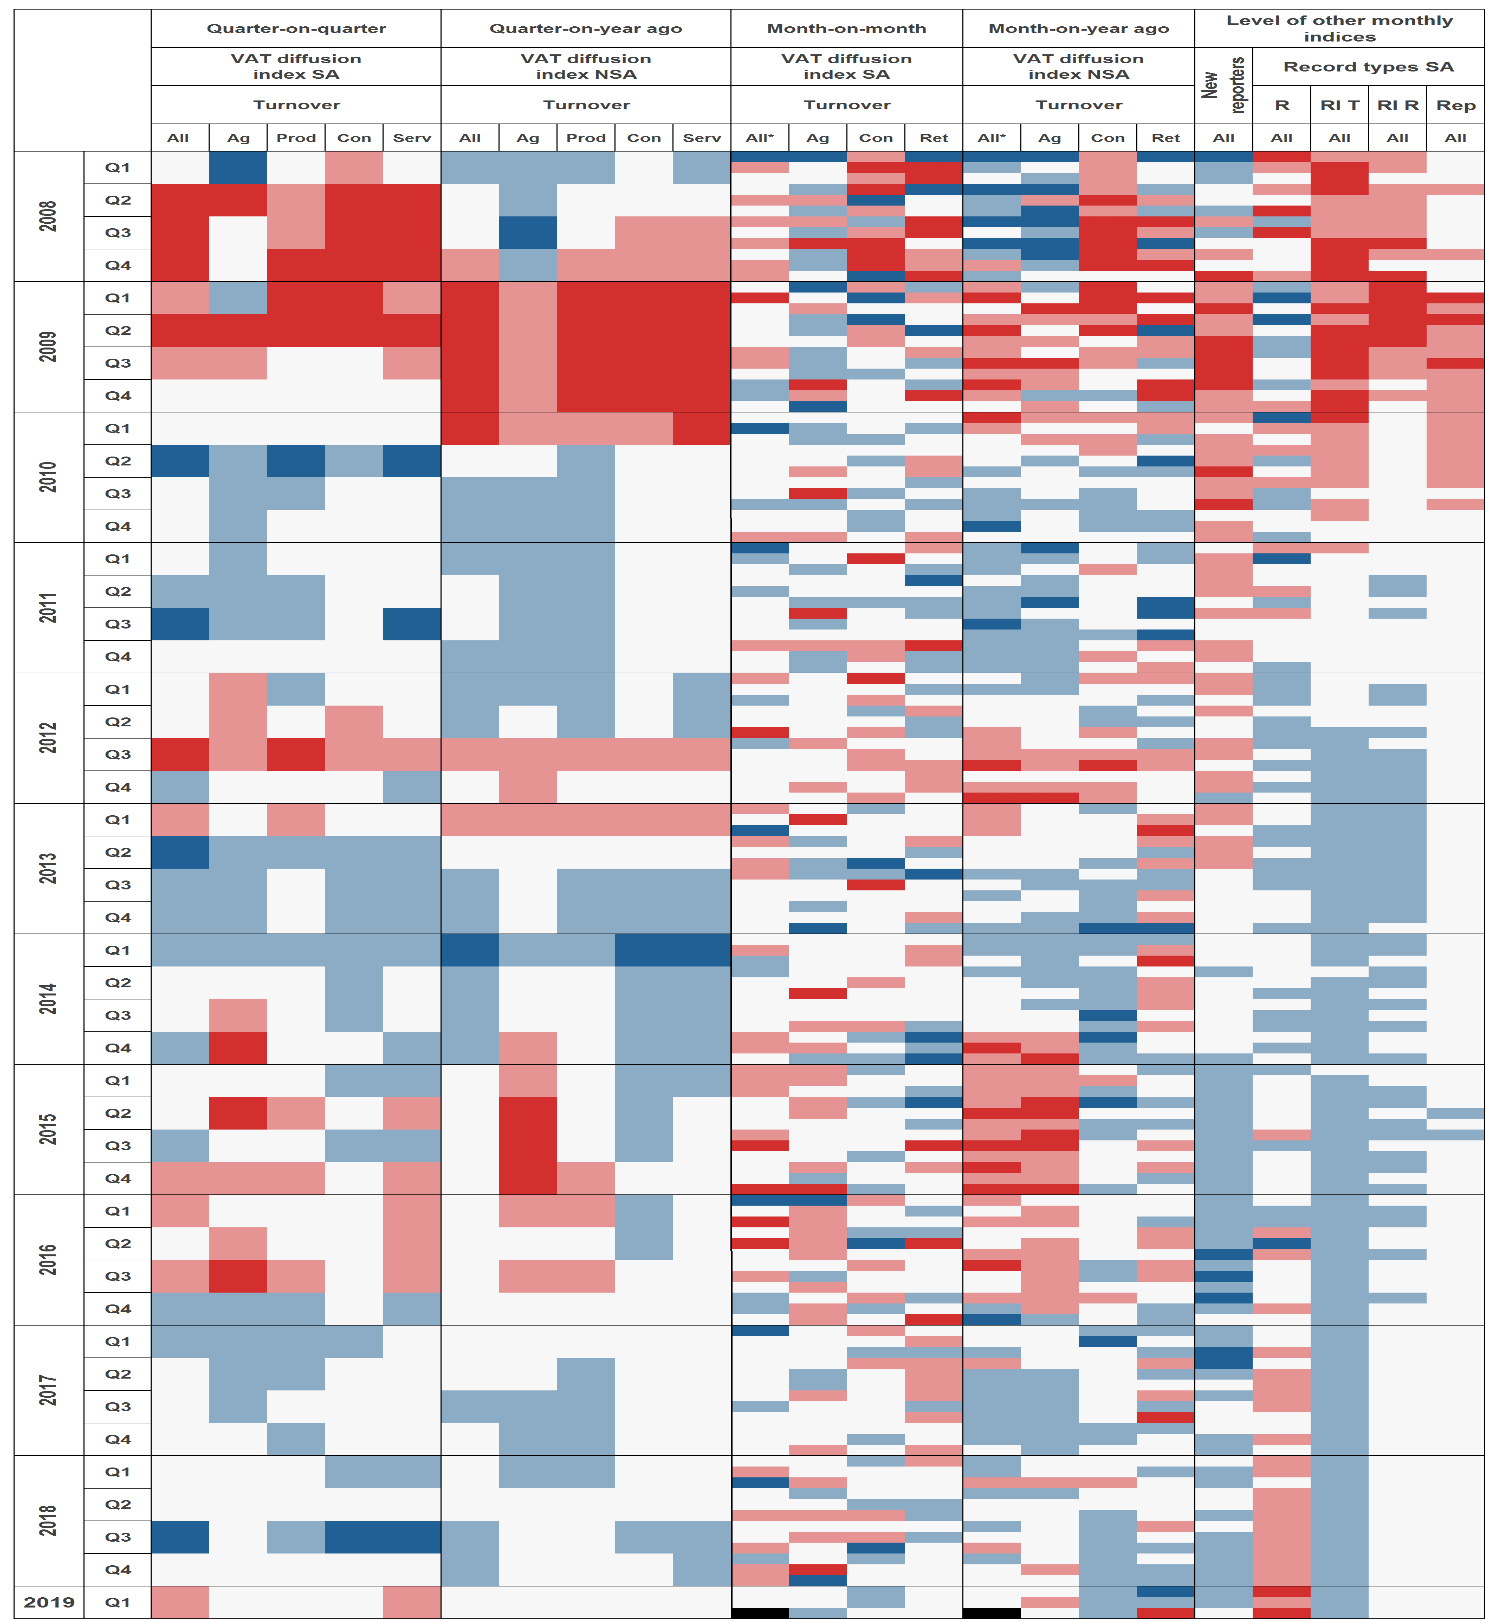 Quarter-on-quarter Quarter-on-year ago Month-on-month Month-on-year ago Level of other monthly
indices
VAT diffusion
index SA
VAT diffusion
index NSA
VAT diffusion
index SA
VAT diffusion
index NSA
New
reporters
Record types SA
Turnover Turnover Turnover Turnover R RI T RI R Rep
All Ag Prod Con Serv All Ag Prod Con Serv All* Ag Con Ret All* Ag Con Ret All All All All All
2008
Q1
Q2
Q3
Q4
2009
Q1
Q2
Q3
Q4
2010
Q1
Q2
Q3
Q4
2011
Q1
Q2
Q3
Q4
2012
Q1
Q2
Q3
Q4
2013
Q1
Q2
Q3
Q4
2014
Q1
Q2
Q3
Q4
2015
Q1
Q2
Q3
Q4
2016
Q1
Q2
Q3
Q4
2017
Q1
Q2
Q3
Q4
2018
Q1
Q2
Q3
Q4
2019 Q1